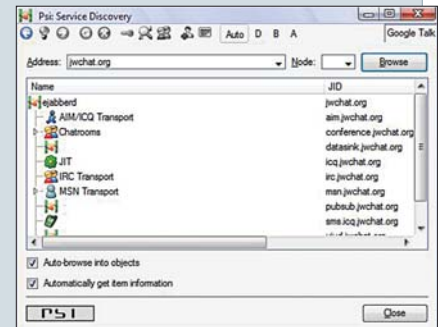 Psi: Service Discovery
Auto D B A Google Talk
Address: jwchat.org Node: Browse
Name JID
ejabberd jwchat.org
AIM/ICQ Transport aim.jwchat.org
Chatrooms conference.jwchat.org
datasink.jwchat.org
JIT icq.jwchat.org
IRC Transport irc.jwchat.org
MSN Transport msn.jwchat.org
pubsub.jwchat.org
sms.icq.jwchat.org
Auto-browse into objects
Automatically get item information
PSI Close